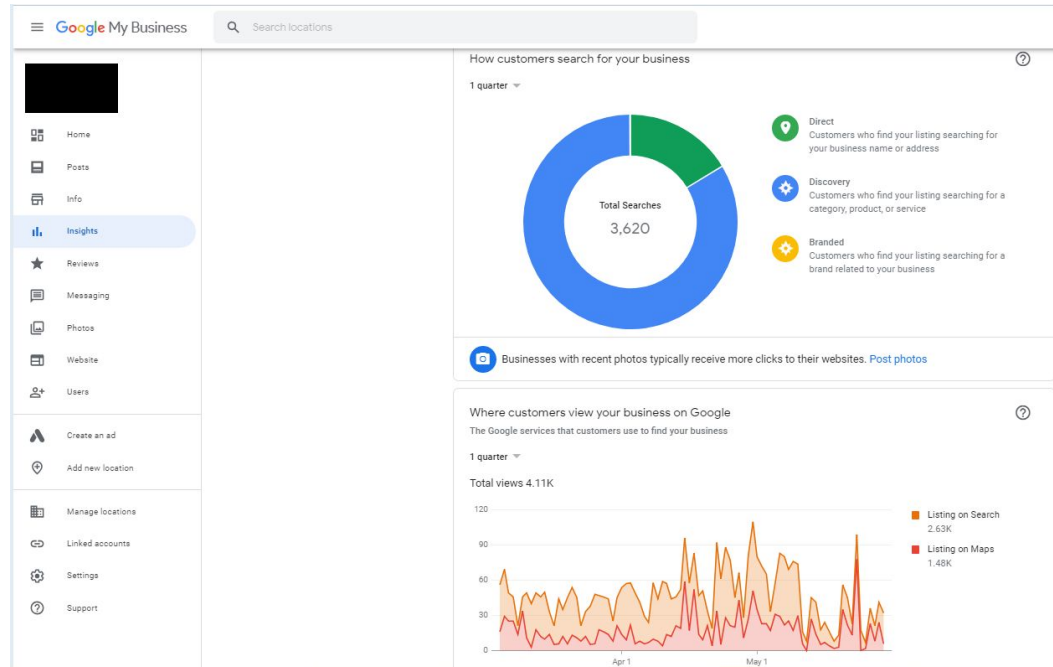 Google My Business
Search locations
Home
Posts
Info
Insights
Reviews
Messaging
Photos
Website
Users
Create an ad
Add new location
Manage locations
Linked accounts
Settings
Support
How customers search for your business
1 quarter
Total Searches
3,620
Direct
Customers who find your listing searching for
your business name or address
Discovery
Customers who find your listing searching for a
category, product, or service
Branded
Customers who find your listing searching for a
brand related to your business
Businesses with recent photos typically receive more clicks to their websites. Post photos
Where customers view your business on Google
The Google services that customers use to find your business
1 quarter
Total views 4.11K
120
90
60
30
0
Apr 1
May 1
Listing on Search
2.63K
Listing on Maps
1.48K